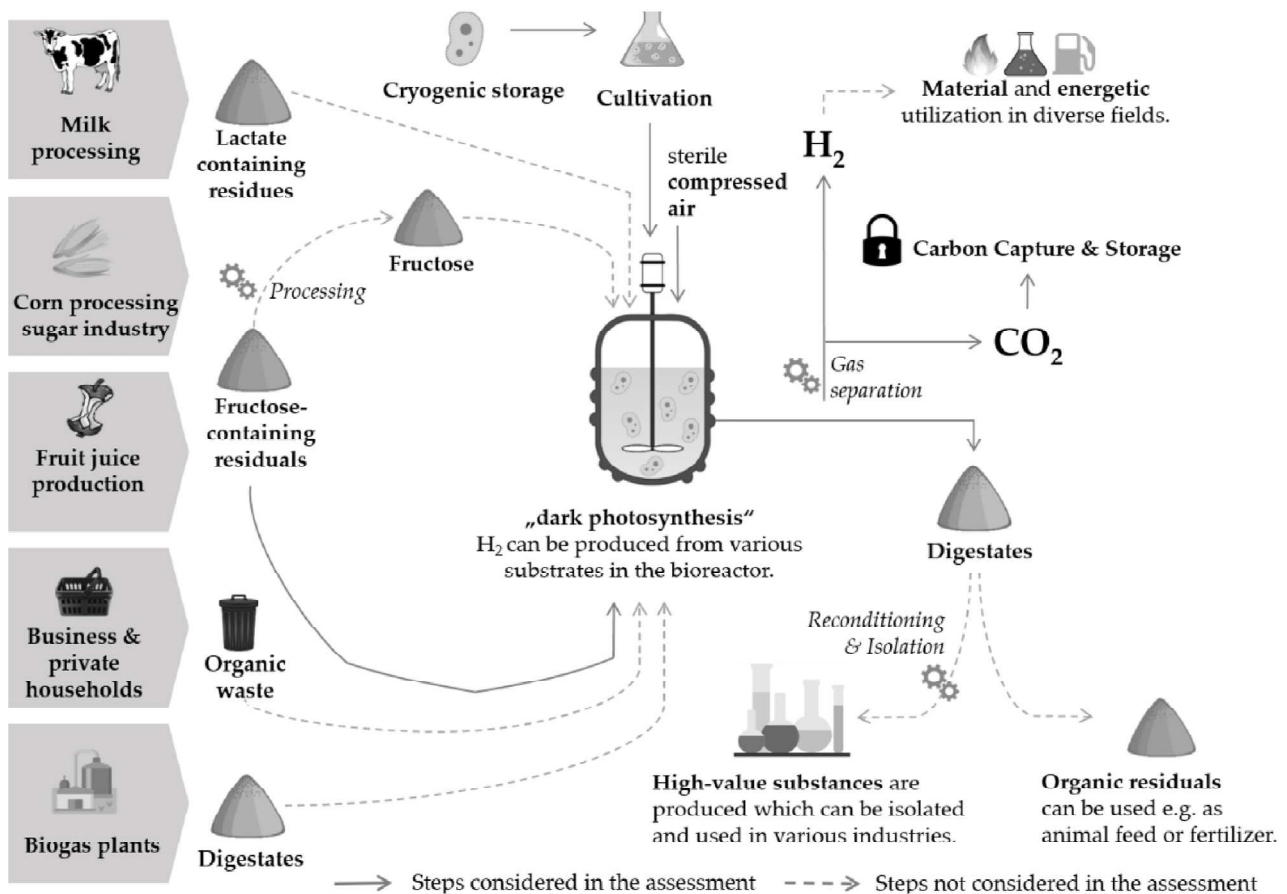 Milk
processing
Lactate
containing
residues
Cryogenic storage
Cultivation
sterile
compressed
air
Material and energetic
utilization in diverse fields.
H₂
Carbon Capture & Storage
CO₂
Gas
separation
Corn processing
sugar industry
Processing
Fructose
Fruit juice
production
Fructose-
containing
residuals
„dark photosynthesis“
H₂ can be produced from various
substrates in the bioreactor.
Digestates
Business &
private
households
Organic
waste
Reconditioning
& Isolation
Biogas plants
Digestates
High-value substances are
produced which can be isolated
and used in various industries.
Organic residuals
can be used e.g. as
animal feed or fertilizer.
Steps considered in the assessment
Steps not considered in the assessment